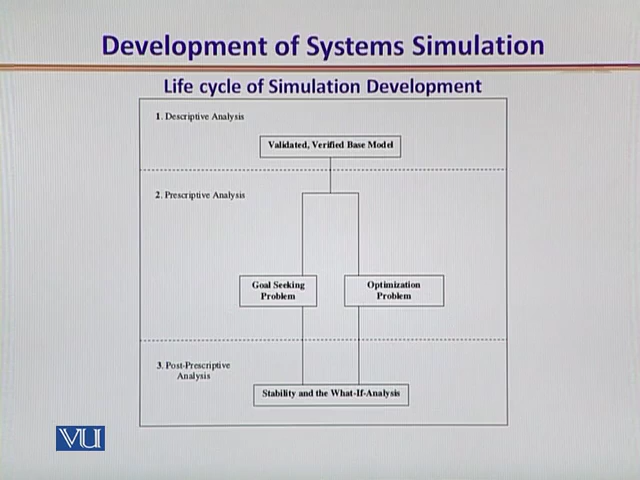 Development of Systems Simulation
Life cycle of Simulation Development
1. Descriptive Analysis
Validated, Verified Base Model
2. Prescriptive Analysis
Goal Seeking
Problem
Optimization
Problem
3. Post-Prescriptive
Analysis
Stability and the What-If-Analysis
VU